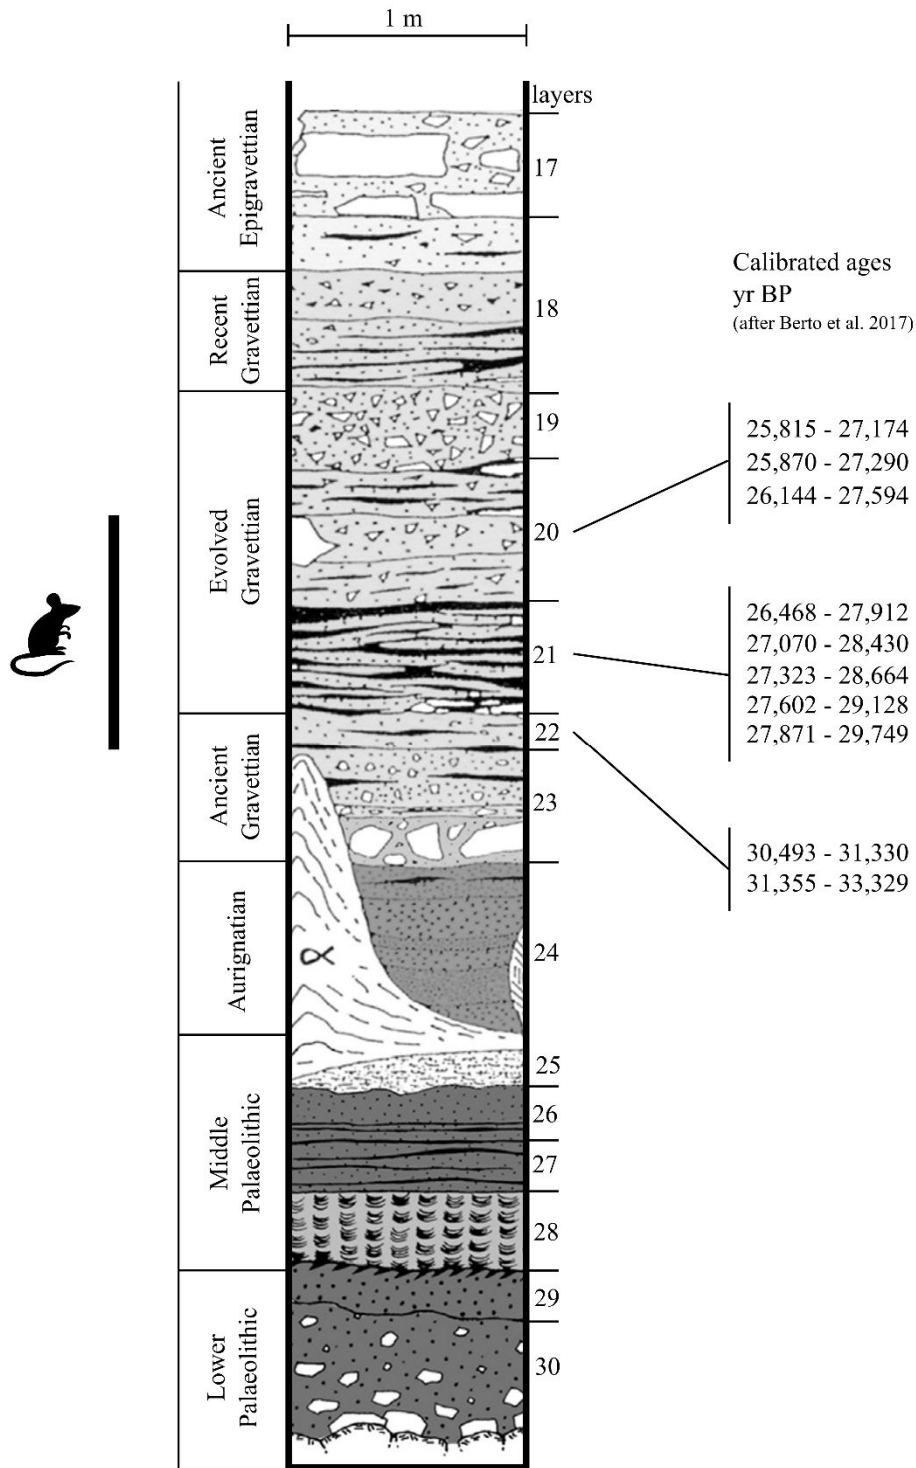 1 m
layers
Ancient
Epigravettian
17
Calibrated ages
yr BP
(after Berto et al. 2017)
Recent
Gravettian
18
Evolved
Gravettian
19
20
21
25,815 - 27,174
25,870 - 27,290
26,144 - 27,594
26,468 - 27,912
27,070 - 28,430
27,323 - 28,664
27,602 - 29,128
27,871 - 29,749
Ancient
Gravettian
22
23
30,493 - 31,330
31,355 - 33,329
Aurignatian
24
Middle
Palaeolithic
25
26
27
28
Lower
Palaeolithic
29
30